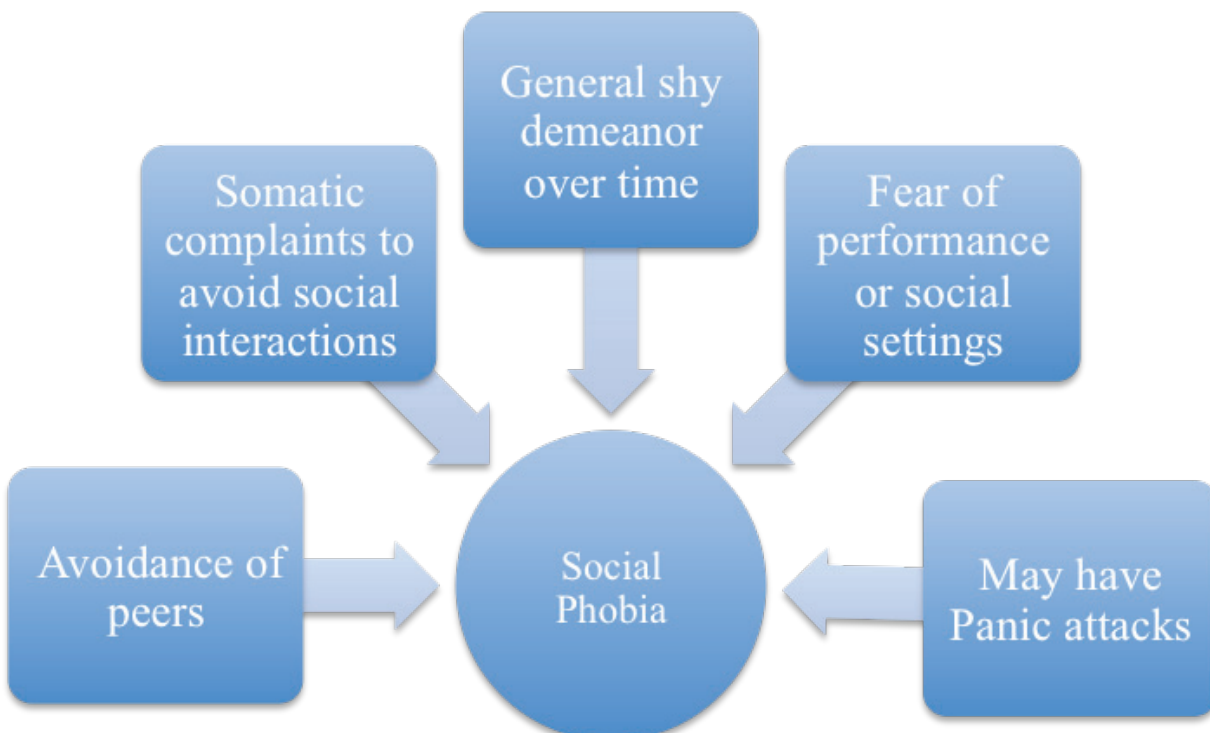 General shy
demeanor
over time
Somatic
complaints to
avoid social
interactions
Fear of
performance
or social
settings
Avoidance of
peers
Social
Phobia
May have
Panic attacks